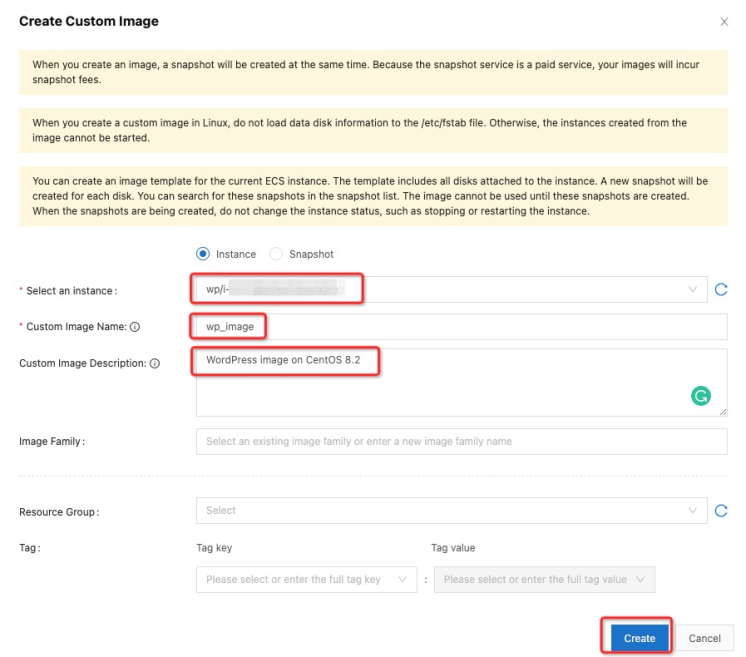 Create Custom Image
When you create an image, a snapshot will be created at the same time. Because the snapshot service is a paid service, your images will incur
snapshot fees.
When you create a custom image in Linux, do not load data disk information to the /etc/fstab file. Otherwise, the instances created from the
image cannot be started.
You can create an image template for the current ECS instance. The template includes all disks attached to the instance. A new snapshot will be
created for each disk. You can search for these snapshots in the snapshot list. The image cannot be used until these snapshots are created.
When the snapshots are being created, do not change the instance status, such as stopping or restarting the instance.
Instance Snapshot
* Select an instance : wp/i-
* Custom Image Name: wp_image
Custom Image Description: WordPress image on CentOS 8.2
Image Family : Select an existing image family or enter a new image family name
Resource Group : Select
Tag : Tag key Tag value
Please select or enter the full tag key : Please select or enter the full tag value
Create Cancel